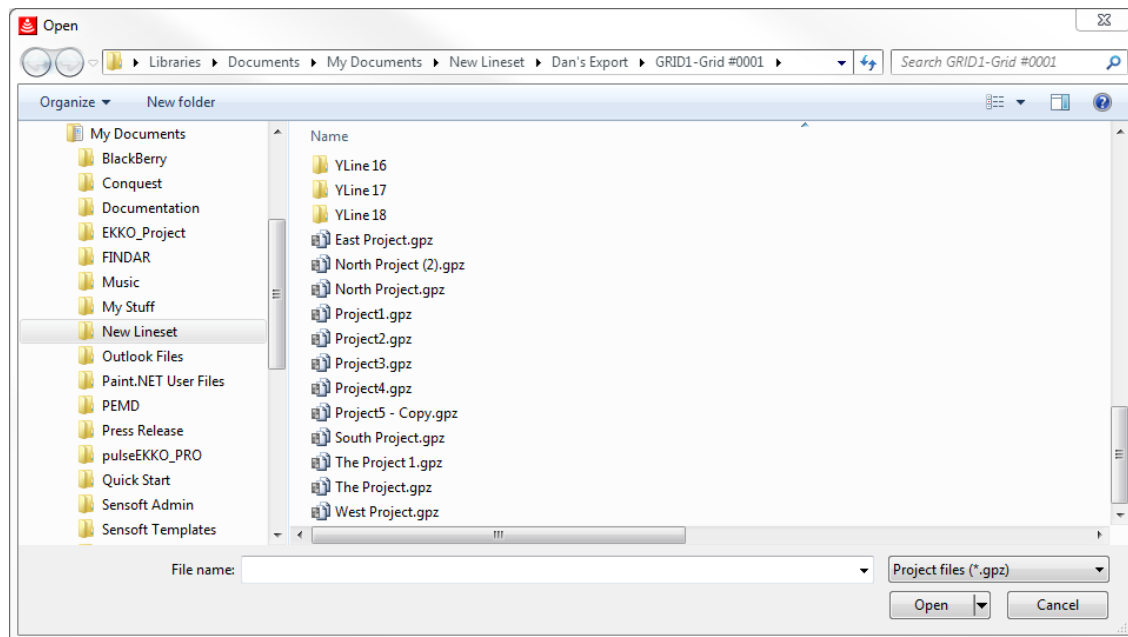 Open
Libraries Documents My Documents New Lineset Dan's Export GRID1-Grid #0001
Search GRID1-Grid #0001
Organize New folder
My Documents
BlackBerry
Conquest
Documentation
EKKO_Project
FINDAR
Music
My Stuff
New Lineset
Outlook Files
Paint.NET User Files
PEMD
Press Release
pulseEKKO_PRO
Quick Start
Sensoft Admin
Sensoft Templates
Name
YLine 16
YLine 17
YLine 18
East Project.gpz
North Project (2).gpz
North Project.gpz
Project1.gpz
Project2.gpz
Project3.gpz
Project4.gpz
Project5 - Copy.gpz
South Project.gpz
The Project 1.gpz
The Project.gpz
West Project.gpz
File name:
Project files (*.gpz)
Open Cancel